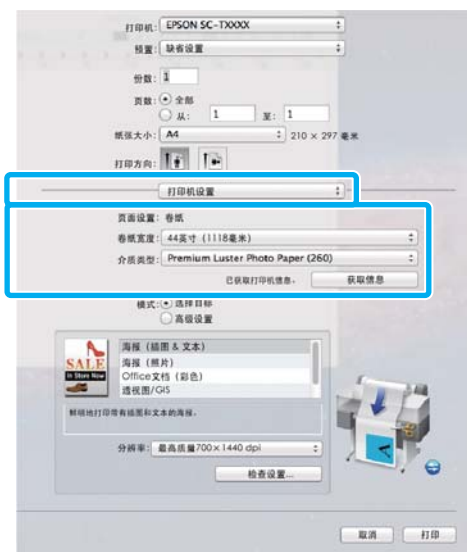 打印机: EPSON SC-TXXXX
预置: 缺省设置
份数: 1
页数: 全部
从: 1 至: 1
纸张大小: A4 210 × 297 毫米
打印方向:
打印机设置
页面设置: 卷纸
卷纸宽度: 44英寸 (1118毫米)
介质类型: Premium Luster Photo Paper (260)
已获取打印机信息. 获取信息
模式: 选择目标
高级设置
SALE
In Store Now
海报 (插图 & 文本)
海报 (照片)
Office文档 (彩色)
透视图/GIS
鲜明地打印带有插图和文本的海报.
分辨率: 最高质量700×1440 dpi
检查设置...
取消 打印